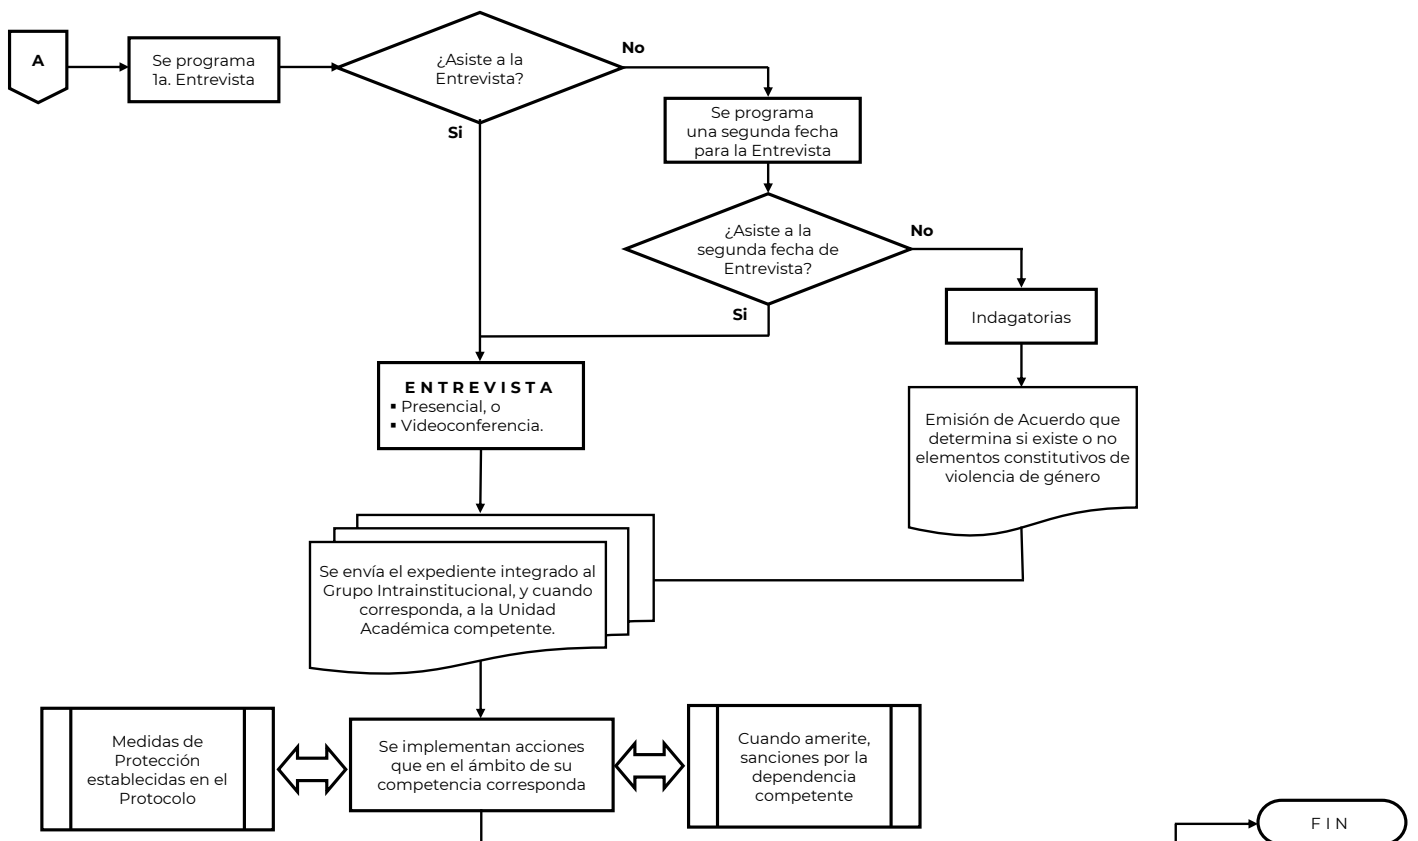 A
Se programa
1a. Entrevista
¿Asiste a la
Entrevista?
No
Si
Se programa
una segunda fecha
para la Entrevista
¿Asiste a la
segunda fecha de
Entrevista?
No
Si
Indagatorias
E N T R E V I S T A
▪ Presencial, o
▪ Videoconferencia.
Emisión de Acuerdo que
determina si existe o no
elementos constitutivos de
violencia de género
Se envía el expediente integrado al
Grupo Intrainstitucional, y cuando
corresponda, a la Unidad
Académica competente.
Medidas de
Protección
establecidas en el
Protocolo
Se implementan acciones
que en el ámbito de su
competencia corresponda
Cuando amerite,
sanciones por la
dependencia
competente
F I N